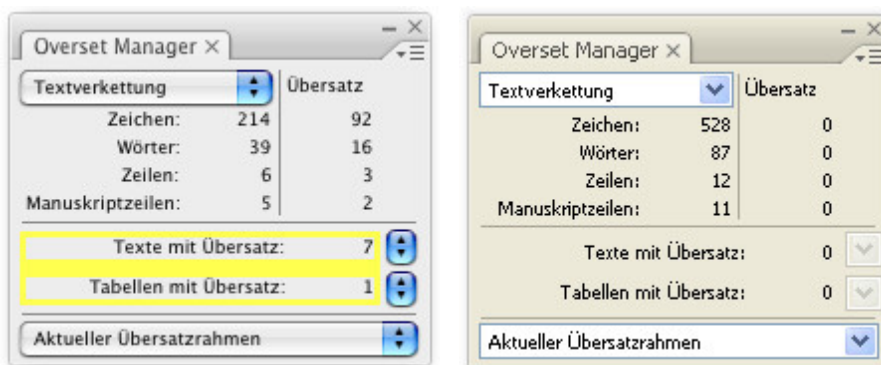 Overset Manager
Textverkettung Übersatz
Zeichen: 214 92
Wörter: 39 16
Zeilen: 6 3
Manuskriptzeilen: 5 2
Texte mit Übersatz: 7
Tabellen mit Übersatz: 1
Aktueller Übersatzrahmen
Overset Manager
Textverkettung Übersatz
Zeichen: 528 0
Wörter: 87 0
Zeilen: 12 0
Manuskriptzeilen: 11 0
Texte mit Übersatz: 0
Tabellen mit Übersatz: 0
Aktueller Übersatzrahmen